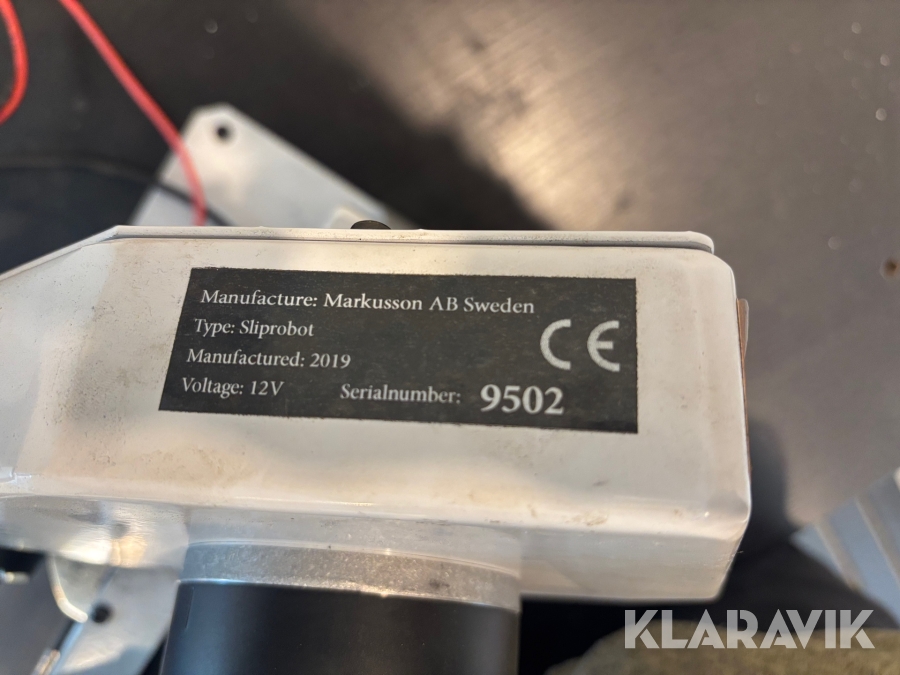 Manufacture: Markusson AB Sweden
Type: Sliprobot
Manufactured: 2019
Voltage: 12V Serialnumber: 9502
CE
KLARAVIK